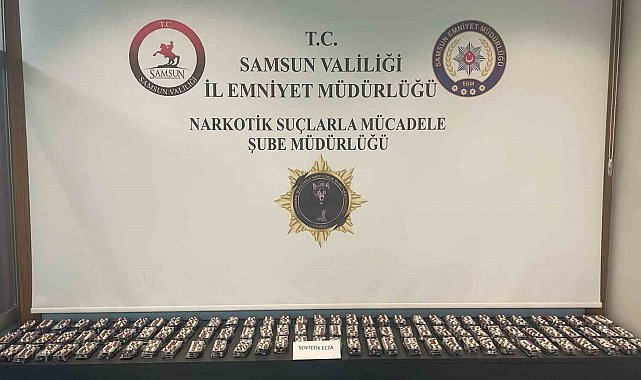 T.C.
SAMSUN VALİLİĞİ
İL EMNİYET MÜDÜRLÜĞÜ
NARKOTİK SUÇLARLA MÜCADELE
ŞUBE MÜDÜRLÜĞÜ
T.C.
SAMSUN
SAMSUN VALİLİĞİ
SAMSUN EMNİYET MÜDÜRLÜĞÜ
EGM
SENTETİK ECZA